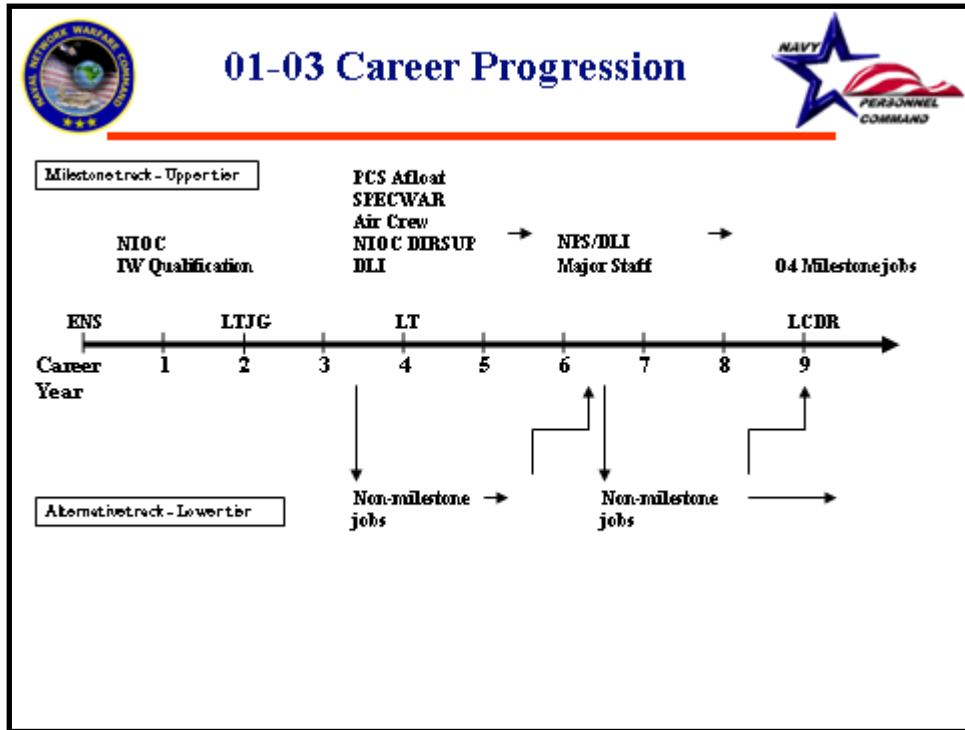 NAVAL NETWORK WARFARE COMMAND
01-03 Career Progression
NAVY
PERSONNEL
COMMAND
Milestone track - Upper tier
PCS Afloat
SPECWAR
Air Crew
NIOC DIRSUP
DLI
NIOC
IW Qualification
NPS/DLI
Major Staff
04 Milestone jobs
ENS
LTJG
LT
LCDR
Career
Year
1 2 3 4 5 6 7 8 9
Alternative track - Lower tier
Non-milestone
jobs
Non-milestone
jobs